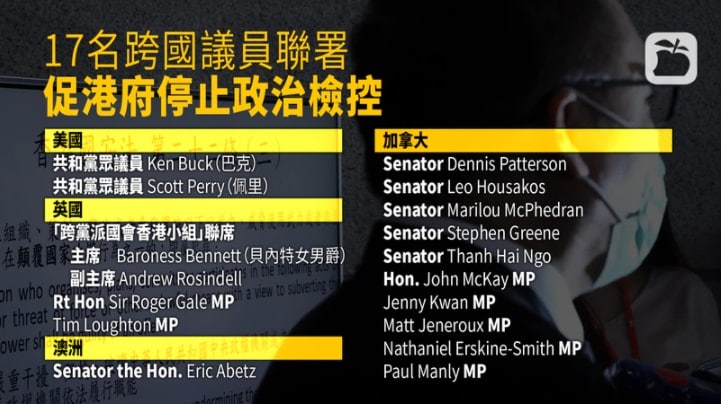 17名跨國議員聯署
促港府停止政治檢控
美國
共和黨眾議員 Ken Buck (巴克)
共和黨眾議員 Scott Perry (佩里)
英國
「跨黨派國會香港小組」聯席
主席 Baroness Bennett (貝內特女男爵)
副主席 Andrew Rosindell
Rt Hon Sir Roger Gale MP
Tim Loughton MP
澳洲
Senator the Hon. Eric Abetz
加拿大
Senator Dennis Patterson
Senator Leo Housakos
Senator Marilou McPhedran
Senator Stephen Greene
Senator Thanh Hai Ngo
Hon. John McKay MP
Jenny Kwan MP
Matt Jeneroux MP
Nathaniel Erskine-Smith MP
Paul Manly MP